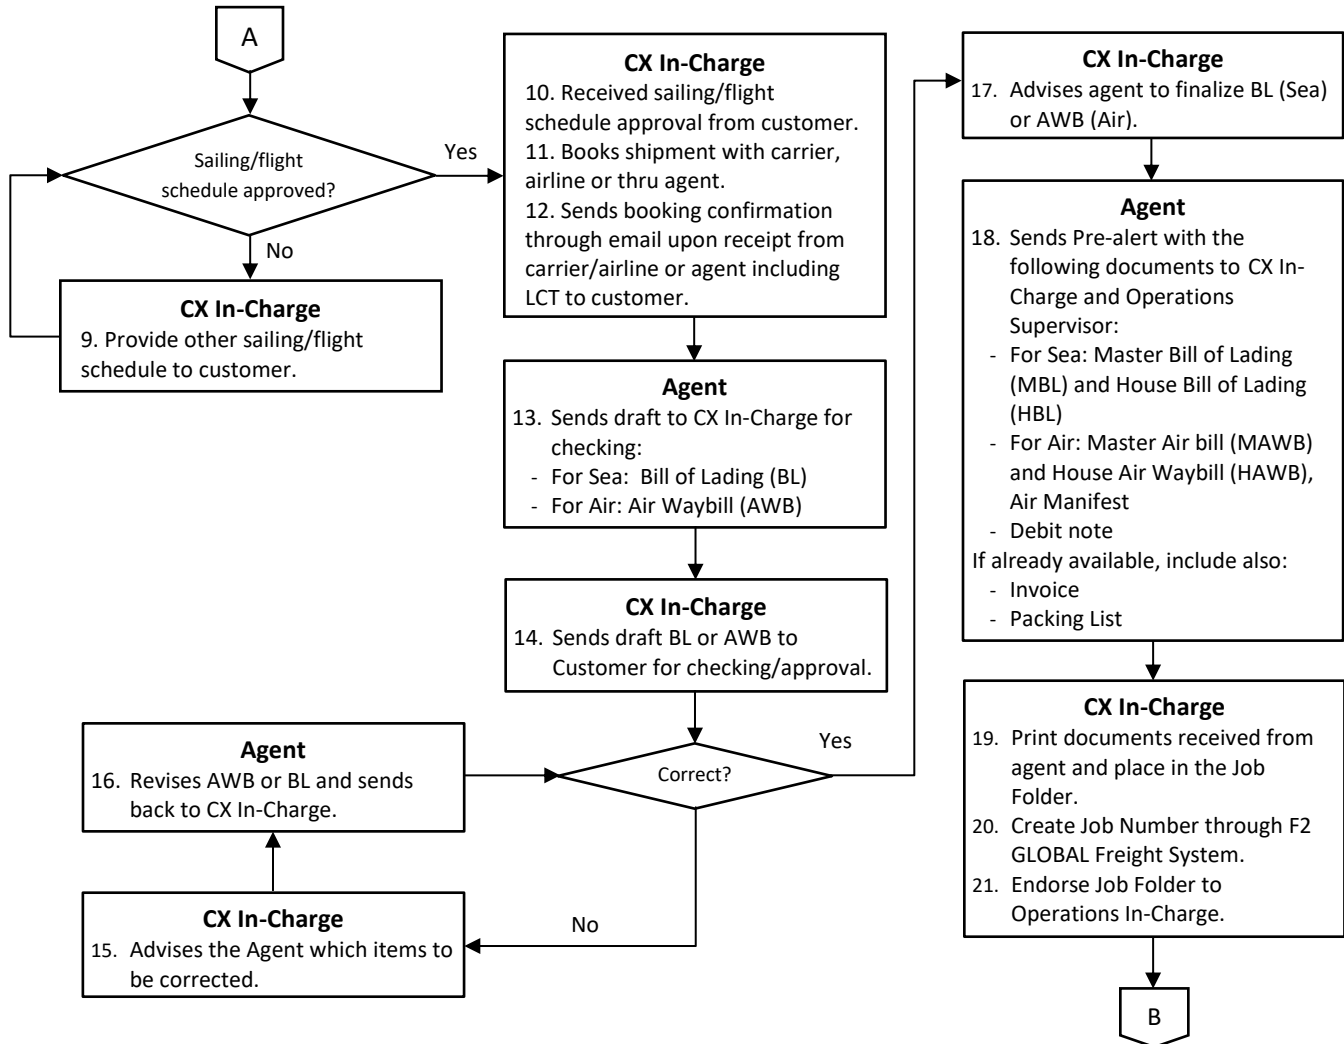 A
Sailing/flight
schedule approved?
Yes
No
CX In-Charge
9. Provide other sailing/flight
schedule to customer.
CX In-Charge
10. Received sailing/flight
schedule approval from customer.
11. Books shipment with carrier,
airline or thru agent.
12. Sends booking confirmation
through email upon receipt from
carrier/airline or agent including
LCT to customer.
Agent
13. Sends draft to CX In-Charge for
checking:
- For Sea: Bill of Lading (BL)
- For Air: Air Waybill (AWB)
CX In-Charge
14. Sends draft BL or AWB to
Customer for checking/approval.
Correct?
Yes
No
CX In-Charge
15. Advises the Agent which items to
be corrected.
Agent
16. Revises AWB or BL and sends
back to CX In-Charge.
CX In-Charge
17. Advises agent to finalize BL (Sea)
or AWB (Air).
Agent
18. Sends Pre-alert with the
following documents to CX In-
Charge and Operations
Supervisor:
- For Sea: Master Bill of Lading
(MBL) and House Bill of Lading
(HBL)
- For Air: Master Air bill (MAWB)
and House Air Waybill (HAWB),
Air Manifest
- Debit note
If already available, include also:
- Invoice
- Packing List
CX In-Charge
19. Print documents received from
agent and place in the Job
Folder.
20. Create Job Number through F2
GLOBAL Freight System.
21. Endorse Job Folder to
Operations In-Charge.
B